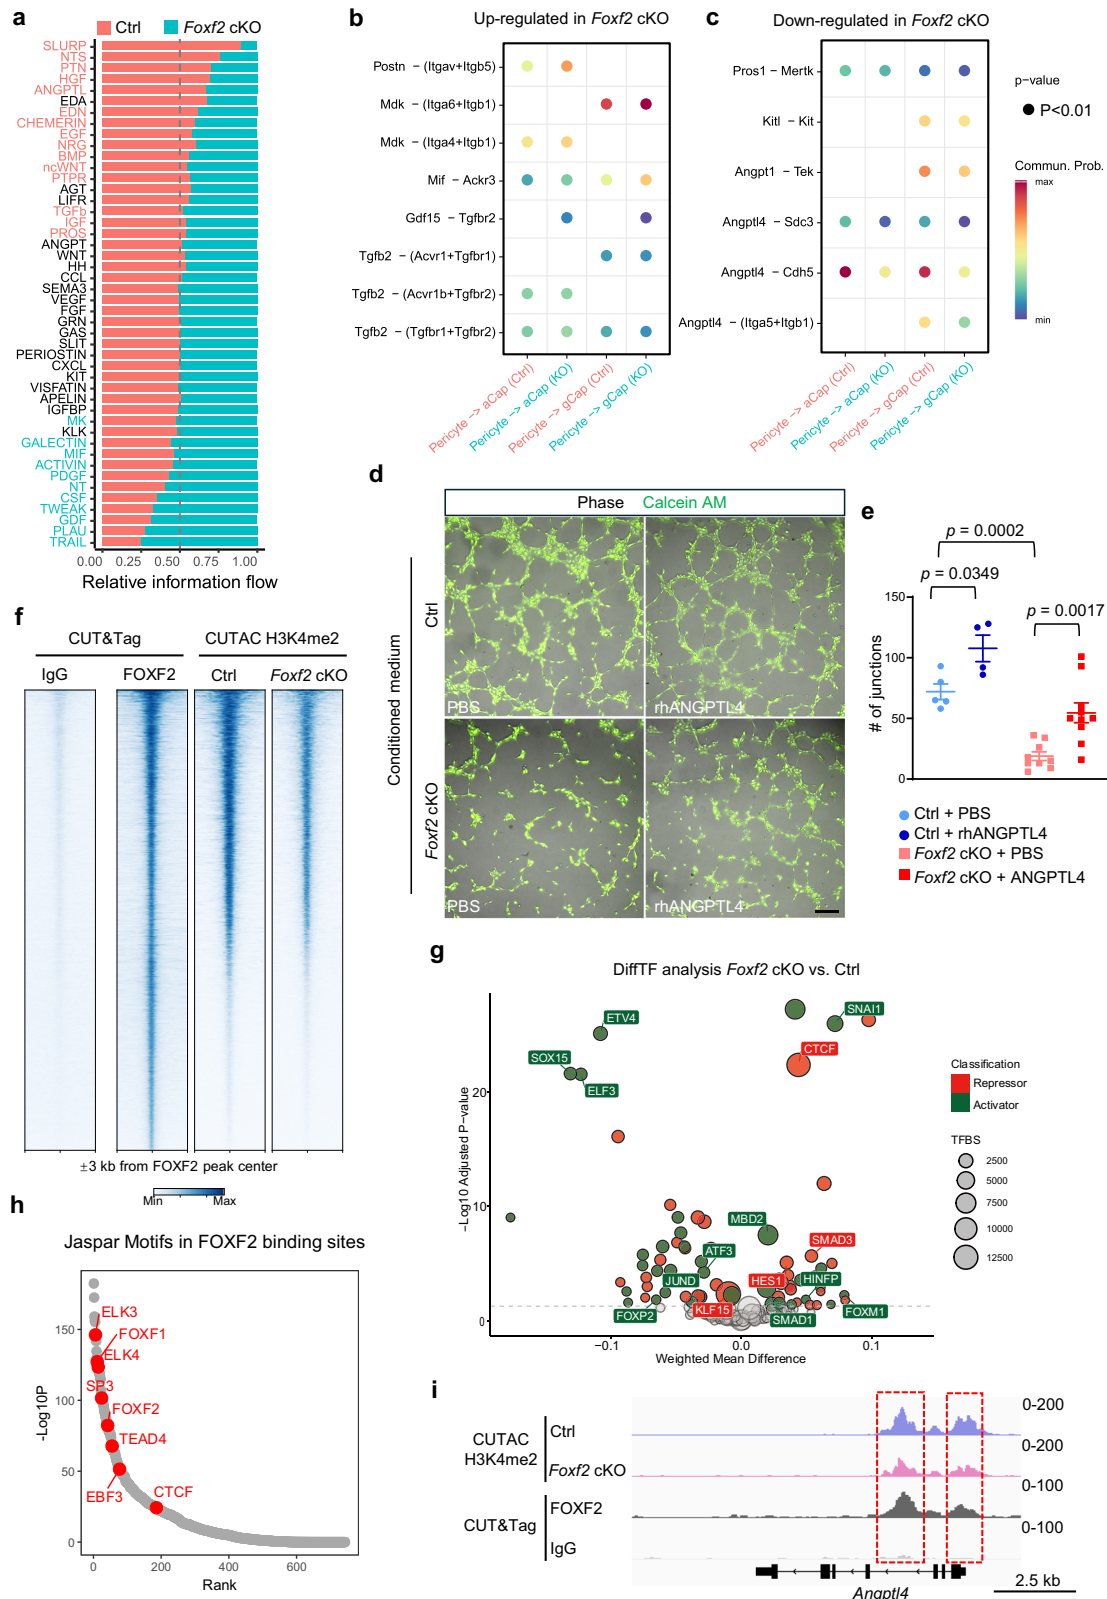 a
Ctrl
Foxf2 cKO
SLURP
NTS
PTN
HGF
ANGPTL
EDA
EDN
CHEMERIN
EGF
NRG
BMP
ncWNT
PTPR
AGT
LIFR
TGFb
IGF
PROS
ANGPT
WNT
HH
CCL
SEMA3
VEGF
FGF
GRN
GAS
SLIT
PERIOSTIN
CXCL
KIT
VISFATIN
APELIN
IGFBP
MK
KLK
GALECTIN
MIF
ACTIVIN
PDGF
NT
CSF
TWEAK
GDF
PLAU
TRAIL
0.00 0.25 0.50 0.75 1.00
Relative information flow
b
Up-regulated in Foxf2 cKO
Postn − (Itgav+Itgb5)
Mdk − (Itga6+Itgb1)
Mdk − (Itga4+Itgb1)
Mif − Ackr3
Gdf15 − Tgfbr2
Tgfb2 − (Acvr1+Tgfbr1)
Tgfb2 − (Acvr1b+Tgfbr2)
Tgfb2 − (Tgfbr1+Tgfbr2)
Pericyte −> aCap (Ctrl)
Pericyte −> aCap (KO)
Pericyte −> gCap (Ctrl)
Pericyte −> gCap (KO)
c
Down-regulated in Foxf2 cKO
Pros1 − Mertk
Kitl − Kit
Angpt1 − Tek
Angptl4 − Sdc3
Angptl4 − Cdh5
Angptl4 − (Itga5+Itgb1)
Pericyte −> aCap (Ctrl)
Pericyte −> aCap (KO)
Pericyte −> gCap (Ctrl)
Pericyte −> gCap (KO)
p-value
P<0.01
Commun. Prob.
max
min
d
Phase Calcein AM
Conditioned medium
Ctrl
Foxf2 cKO
PBS
rhANGPTL4
PBS
rhANGPTL4
e
p = 0.0002
p = 0.0349
p = 0.0017
150
100
50
0
# of junctions
Ctrl + PBS
Ctrl + rhANGPTL4
Foxf2 cKO + PBS
Foxf2 cKO + ANGPTL4
f
CUT&Tag
CUTAC H3K4me2
IgG
FOXF2
Ctrl
Foxf2 cKO
±3 kb from FOXF2 peak center
Min
Max
g
DiffTF analysis Foxf2 cKO vs. Ctrl
ETV4
SOX15
ELF3
SNAI1
CTCF
MBD2
ATF3
SMAD3
JUND
HES1
HINFP
FOXP2
KLF15
SMAD1
FOXM1
20
10
0
−Log10 Adjusted P−value
−0.1 0.0 0.1
Weighted Mean Difference
Classification
Repressor
Activator
TFBS
2500
5000
7500
10000
12500
h
Jaspar Motifs in FOXF2 binding sites
ELK3
FOXF1
ELK4
SP3
FOXF2
TEAD4
EBF3
CTCF
150
100
50
0
-Log10P
0 200 400 600
Rank
i
CUTAC
H3K4me2
Ctrl
Foxf2 cKO
CUT&Tag
FOXF2
IgG
0-200
0-200
0-100
0-100
Angptl4
2.5 kb